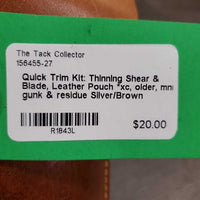 The Tack Collector
156455-27
Quick Trim Kit: Thinning Shear &
Blade, Leather Pouch *xc, older, mnr
gunk & residue Silver/Brown
R1843L
$20.00